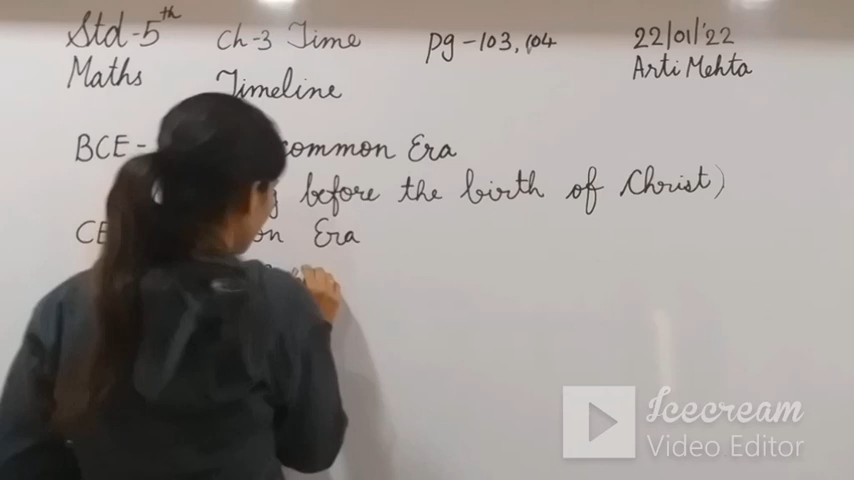 Std-5th Ch-3 Time Pg-103,104 22/01/'22
Maths Timeline Arti Mehta
BCE- common Era
before the birth of Christ)
CE Era
Icecream
Video Editor